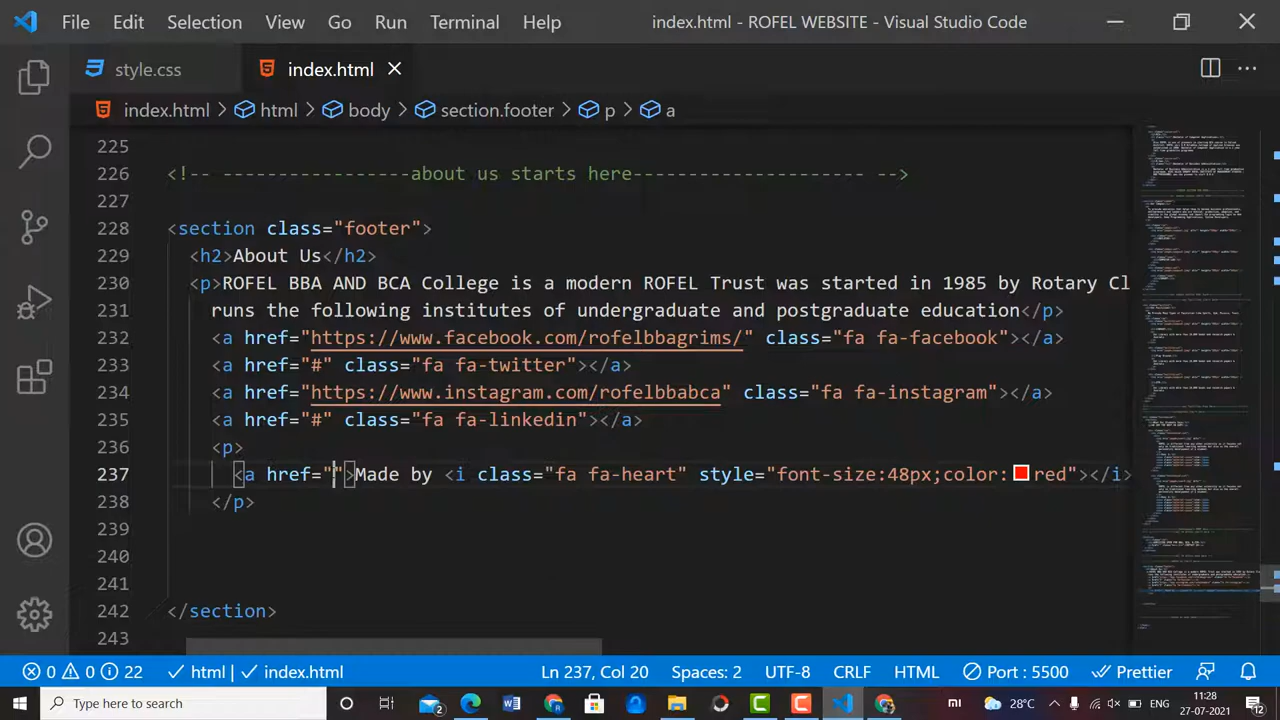 File Edit Selection View Go Run Terminal Help index.html - ROFEL WEBSITE - Visual Studio Code
style.css index.html
index.html > html > body > section.footer > p > a
225
226 <!-- -----------------about us starts here------------------ -->
227
228 <section class="footer">
229 <h2>About Us</h2>
230 <p>ROFEL BBA AND BCA College is a modern ROFEL Trust was started in 1985 by Rotary Cl
231 runs the following institutes of undergraduate and postgraduate education</p>
232 <a href="https://www.facebook.com/rofelbbagrims/" class="fa fa-facebook"></a>
233 <a href="#" class="fa fa-twitter"></a>
234 <a href="https://www.instagram.com/rofelbbabca" class="fa fa-instagram"></a>
235 <a href="#" class="fa fa-linkedin"></a>
236 <p>
237 <a href="">Made by <i class="fa fa-heart" style="font-size:48px;color:red"></i>
238 </p>
239
240
241
242 </section>
243
0 0 22 html | index.html Ln 237, Col 20 Spaces: 2 UTF-8 CRLF HTML Port : 5500 Prettier
Type here to search 2 mi 28°C 11:28
27-07-2021 12